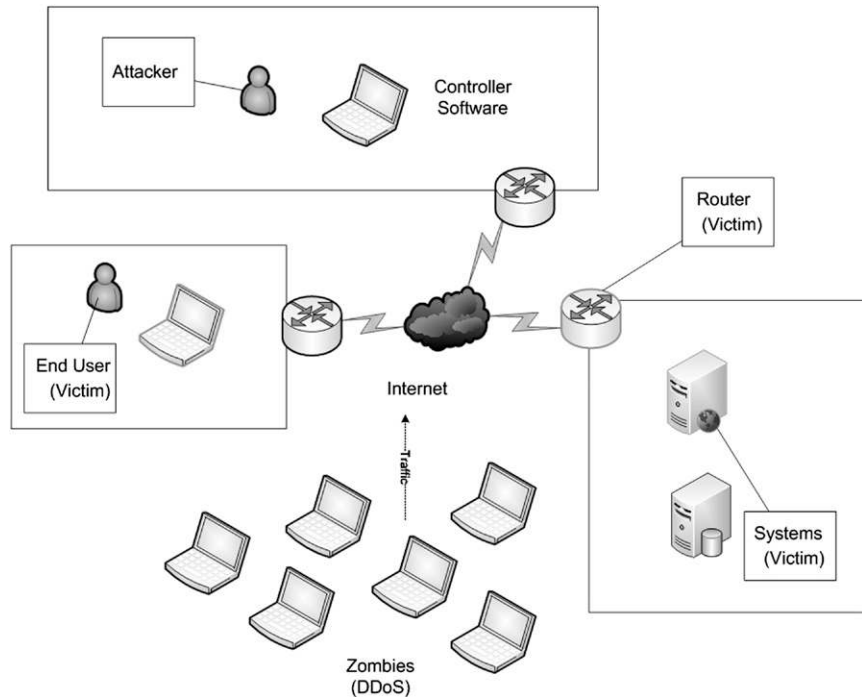 Attacker
Controller
Software
Router
(Victim)
End User
(Victim)
Internet
Traffic
Systems
(Victim)
Zombies
(DDoS)